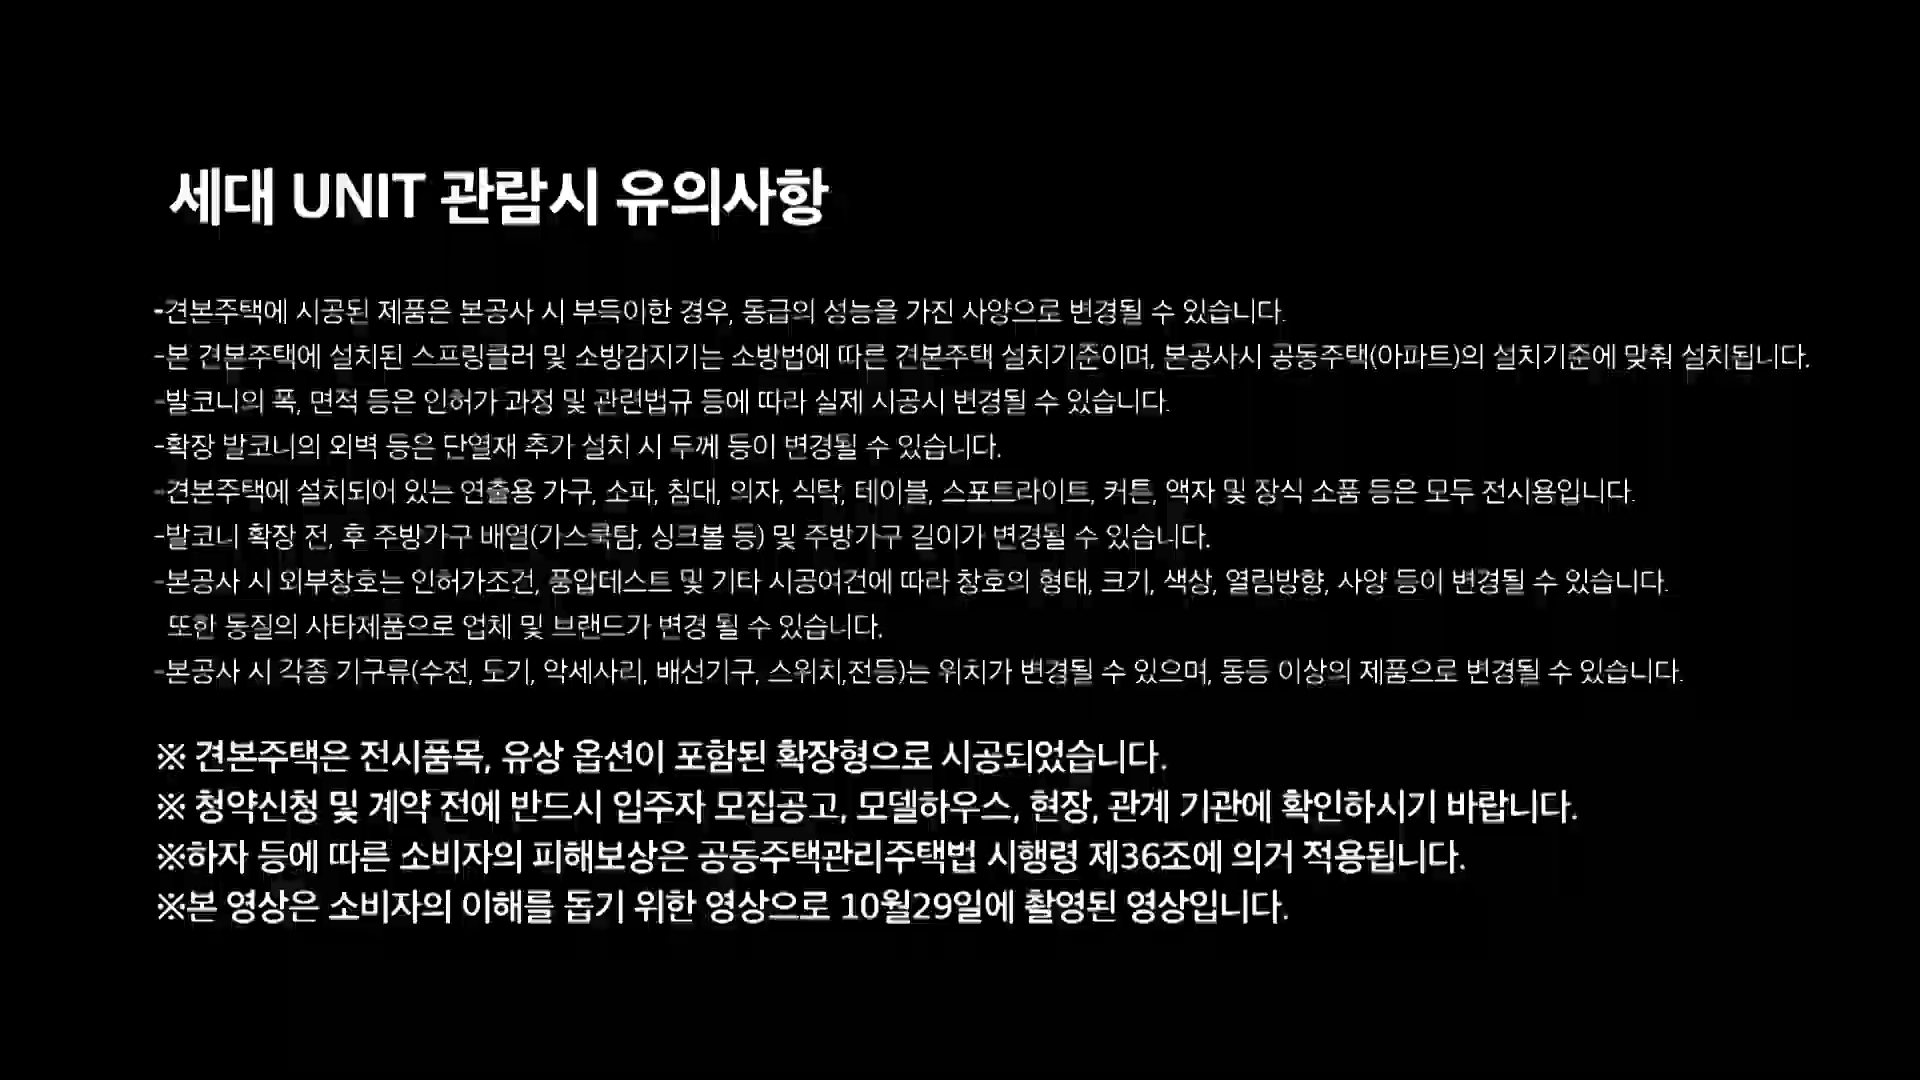 세대 UNIT 관람시 유의사항
-견본주택에 시공된 제품은 본공사 시 부득이한 경우, 동급의 성능을 가진 사양으로 변경될 수 있습니다.
-본 견본주택에 설치된 스프링클러 및 소방감지기는 소방법에 따른 견본주택 설치기준이며, 본공사시 공동주택(아파트)의 설치기준에 맞춰 설치됩니다.
-발코니의 폭, 면적 등은 인허가 과정 및 관련법규 등에 따라 실제 시공시 변경될 수 있습니다.
-확장 발코니의 외벽 등은 단열재 추가 설치 시 두께 등이 변경될 수 있습니다.
-견본주택에 설치되어 있는 연출용 가구, 소파, 침대, 의자, 식탁, 테이블, 스포트라이트, 커튼, 액자 및 장식 소품 등은 모두 전시용입니다.
-발코니 확장 전, 후 주방가구 배열(가스쿡탑, 싱크볼 등) 및 주방가구 길이가 변경될 수 있습니다.
-본공사 시 외부창호는 인허가조건, 풍압테스트 및 기타 시공여건에 따라 창호의 형태, 크기, 색상, 열림방향, 사양 등이 변경될 수 있습니다.
또한 동질의 사타제품으로 업체 및 브랜드가 변경 될 수 있습니다.
-본공사 시 각종 기구류(수전, 도기, 악세사리, 배선기구, 스위치,전등)는 위치가 변경될 수 있으며, 동등 이상의 제품으로 변경될 수 있습니다.
※ 견본주택은 전시품목, 유상 옵션이 포함된 확장형으로 시공되었습니다.
※ 청약신청 및 계약 전에 반드시 입주자 모집공고, 모델하우스, 현장, 관계 기관에 확인하시기 바랍니다.
※하자 등에 따른 소비자의 피해보상은 공동주택관리주택법 시행령 제36조에 의거 적용됩니다.
※본 영상은 소비자의 이해를 돕기 위한 영상으로 10월29일에 촬영된 영상입니다.